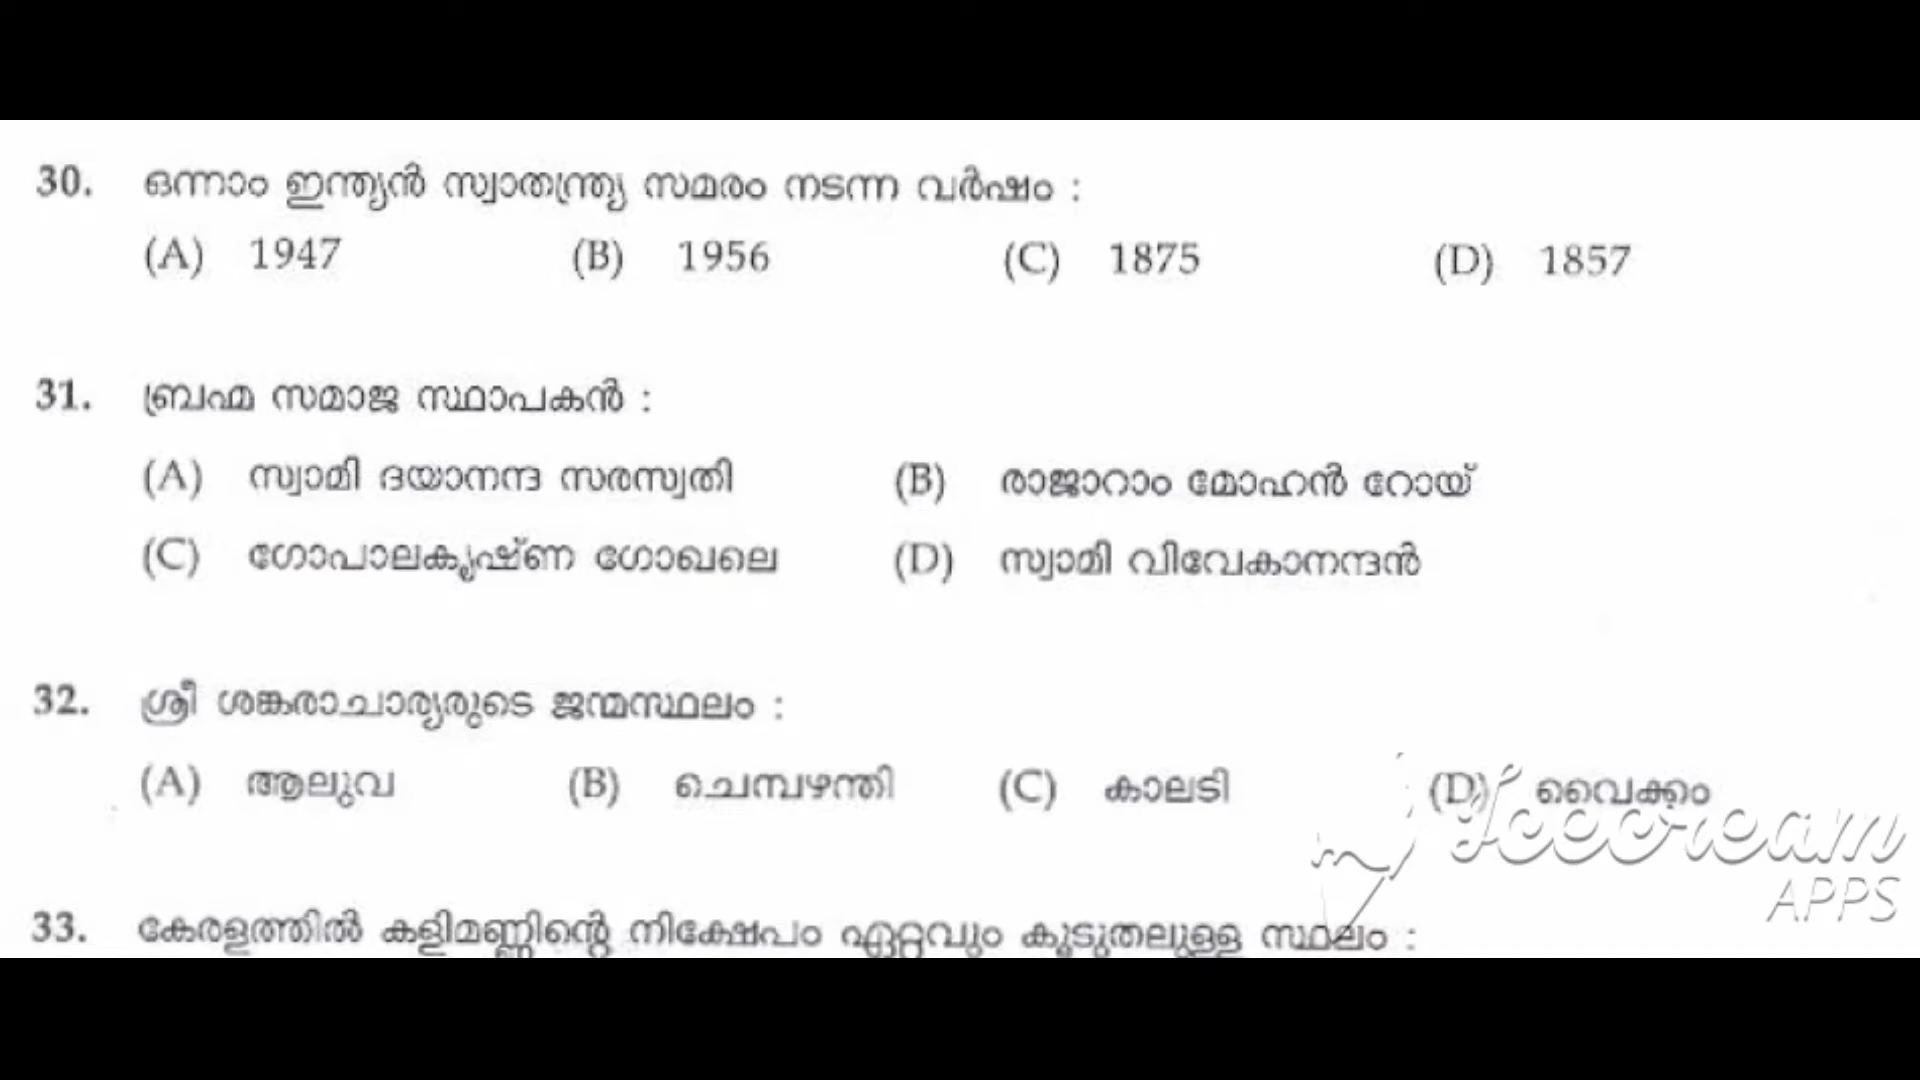 30. ഒന്നാം ഇന്ത്യൻ സ്വാതന്ത്ര്യ സമരം നടന്ന വർഷം :
(A) 1947 (B) 1956 (C) 1875 (D) 1857
31. ബ്രഹ്മ സമാജ സ്ഥാപകൻ :
(A) സ്വാമി ദയാനന്ദ സരസ്വതി (B) രാജാറാം മോഹൻ റോയ്
(C) ഗോപാലകൃഷ്ണ ഗോഖലെ (D) സ്വാമി വിവേകാനന്ദൻ
32. ശ്രീ ശങ്കരാചാര്യരുടെ ജന്മസ്ഥലം :
(A) ആലുവ (B) ചെമ്പഴന്തി (C) കാലടി (D) വൈക്കം
Icecream
APPS
33. കേരളത്തിൽ കളിമണ്ണിന്റെ നിക്ഷേപം ഏറ്റവും കൂടുതലുള്ള സ്ഥലം :